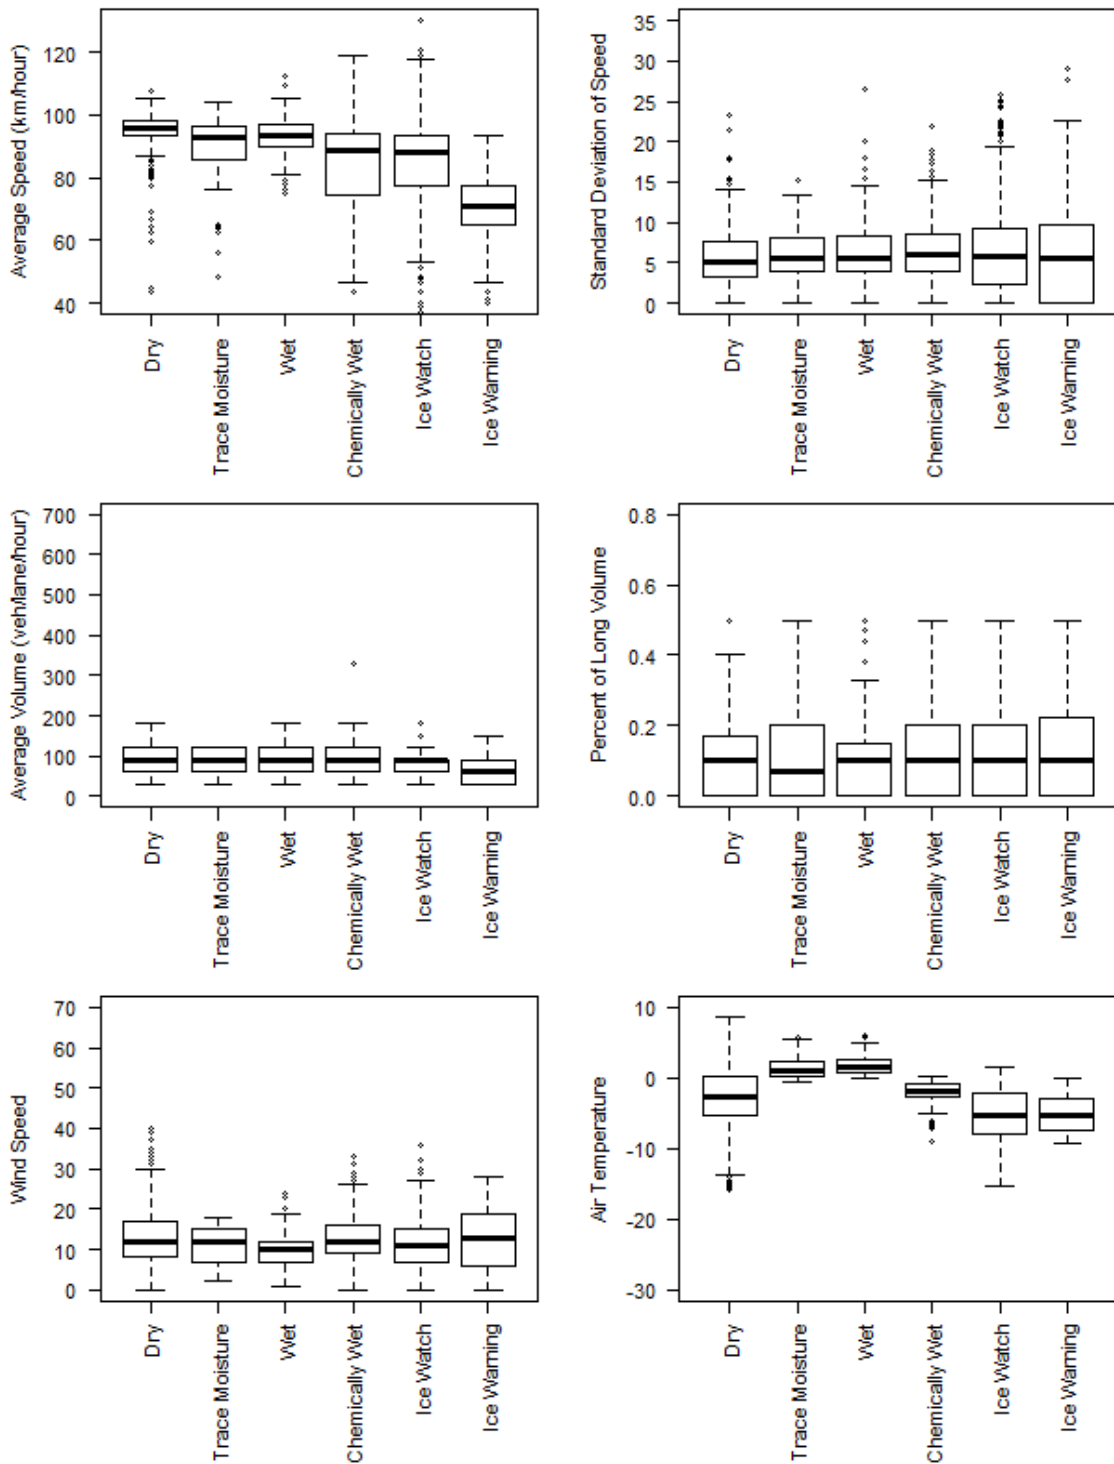 Average Speed (km/hour)
120
100
80
60
40
Dry
Trace Moisture
Wet
Chemically Wet
Ice Watch
Ice Warning
Standard Deviation of Speed
35
30
25
20
15
10
5
0
Dry
Trace Moisture
Wet
Chemically Wet
Ice Watch
Ice Warning
Average Volume (veh/lane/hour)
700
600
500
400
300
200
100
0
Dry
Trace Moisture
Wet
Chemically Wet
Ice Watch
Ice Warning
Percent of Long Volume
0.8
0.6
0.4
0.2
0.0
Dry
Trace Moisture
Wet
Chemically Wet
Ice Watch
Ice Warning
Wind Speed
70
60
50
40
30
20
10
0
Dry
Trace Moisture
Wet
Chemically Wet
Ice Watch
Ice Warning
Air Temperature
10
0
-10
-20
-30
Dry
Trace Moisture
Wet
Chemically Wet
Ice Watch
Ice Warning